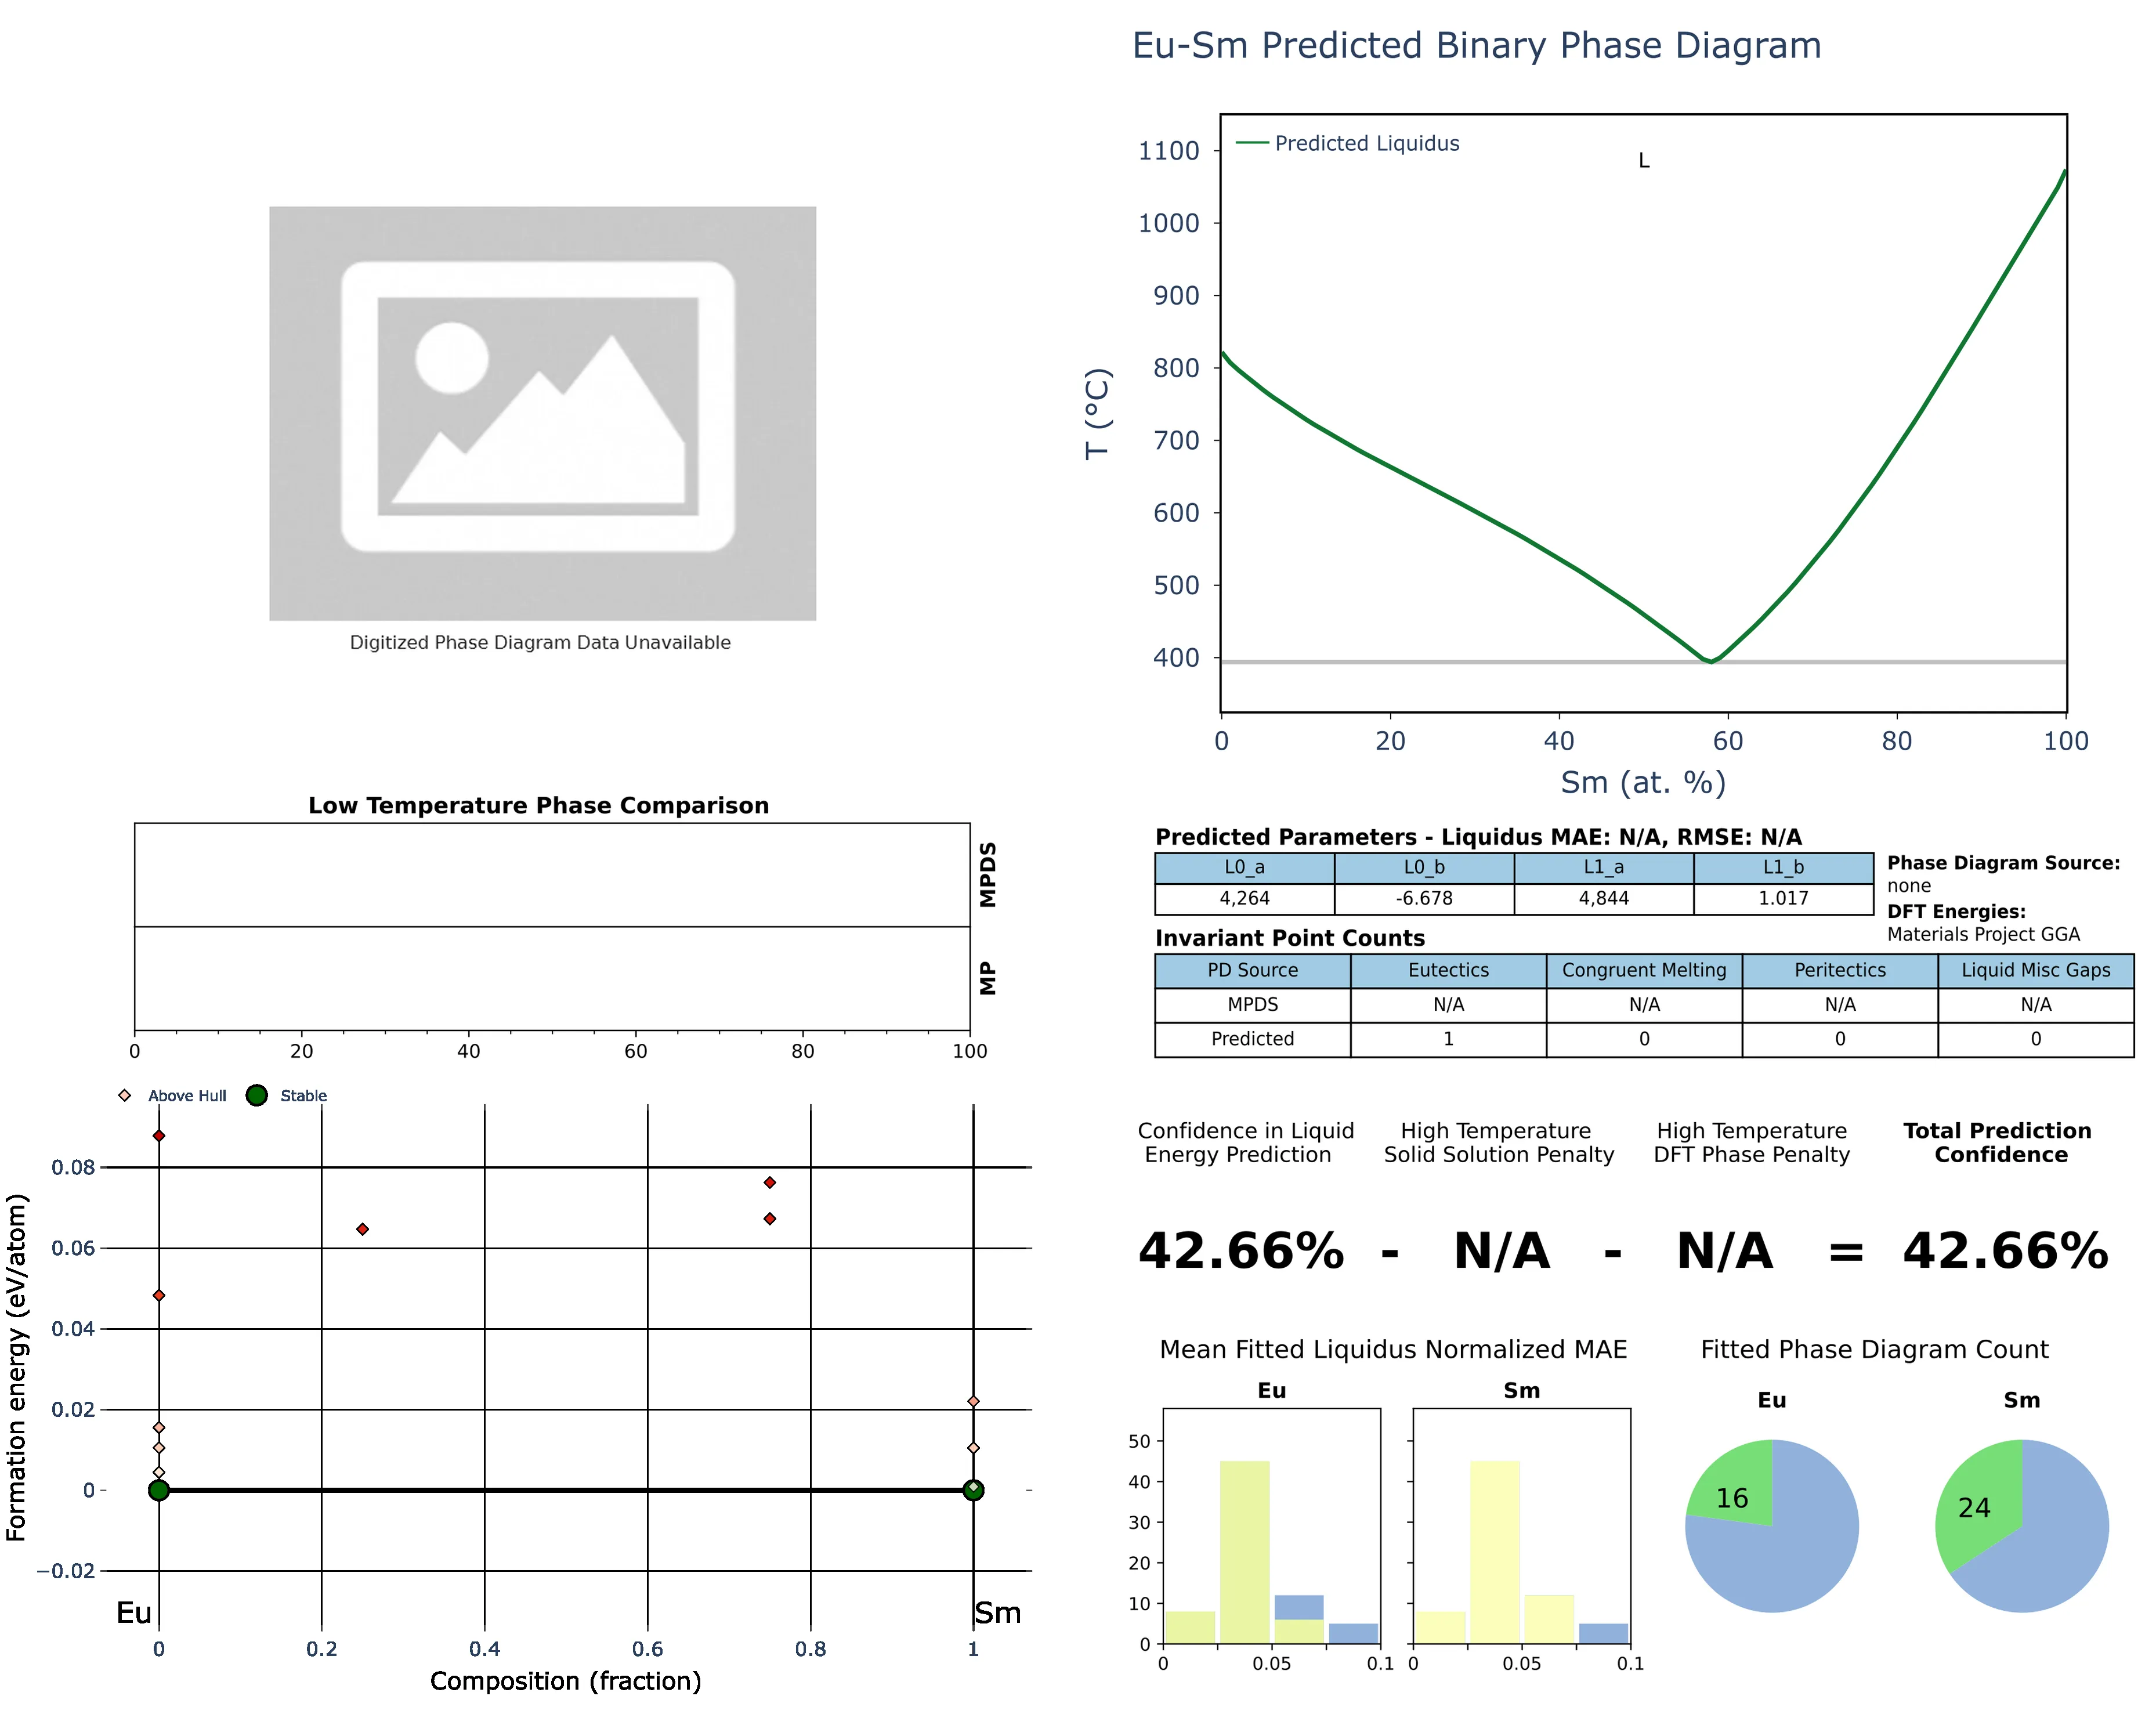 Eu-Sm Predicted Binary Phase Diagram
Predicted Liquidus
L
1100
1000
900
800
700
600
500
400
T (°C)
0 20 40 60 80 100
Sm (at. %)
Digitized Phase Diagram Data Unavailable
Low Temperature Phase Comparison
MPDS
MP
0 20 40 60 80 100
Predicted Parameters - Liquidus MAE: N/A, RMSE: N/A
L0_a L0_b L1_a L1_b
4,264 -6.678 4,844 1.017
Phase Diagram Source:
none
DFT Energies:
Materials Project GGA
Invariant Point Counts
PD Source Eutectics Congruent Melting Peritectics Liquid Misc Gaps
MPDS N/A N/A N/A N/A
Predicted 1 0 0 0
Above Hull Stable
0.08
0.06
0.04
0.02
0
−0.02
Formation energy (eV/atom)
Eu Sm
0 0.2 0.4 0.6 0.8 1
Composition (fraction)
Confidence in Liquid
Energy Prediction
High Temperature
Solid Solution Penalty
High Temperature
DFT Phase Penalty
Total Prediction
Confidence
42.66% - N/A - N/A = 42.66%
Mean Fitted Liquidus Normalized MAE
Eu Sm
50
40
30
20
10
0
0 0.05 0.1 0 0.05 0.1
Fitted Phase Diagram Count
Eu Sm
16 24